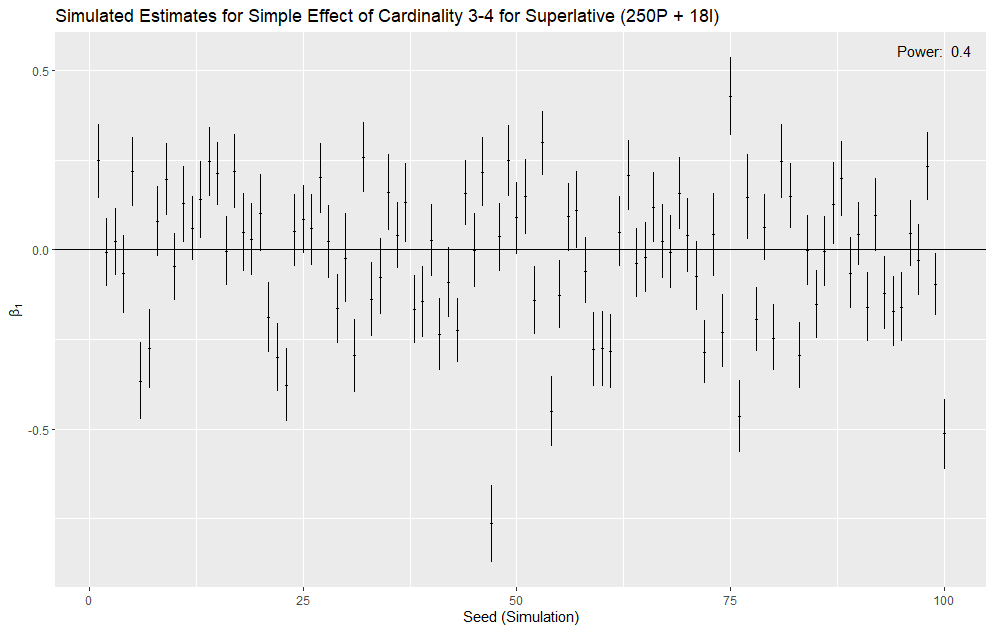 Simulated Estimates for Simple Effect of Cardinality 3-4 for Superlative (250P + 18I)
Power: 0.4
0.5
0.0
-0.5
β1
0
25
50
75
100
Seed (Simulation)